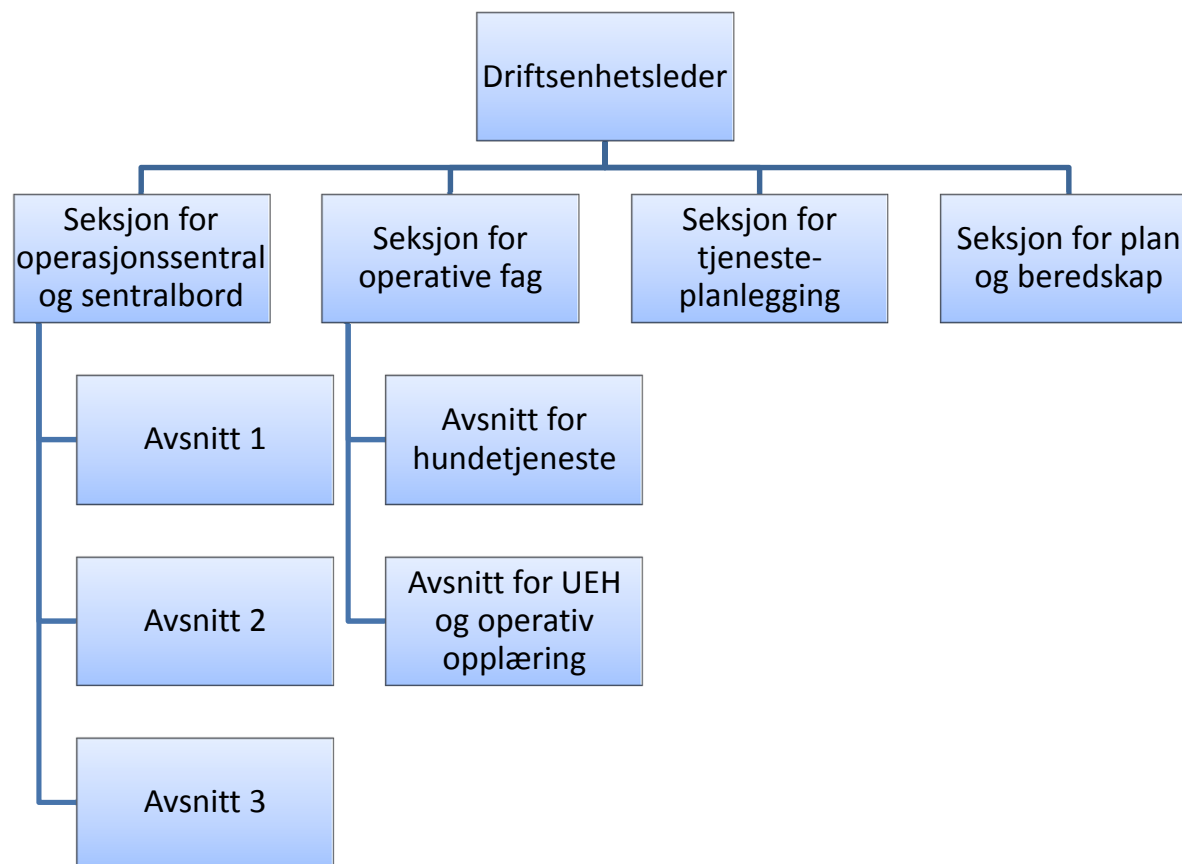 Driftsenhetsleder
Seksjon for
operasjonssentral
og sentralbord
Seksjon for
operative fag
Seksjon for
tjeneste-
planlegging
Seksjon for plan
og beredskap
Avsnitt 1
Avsnitt for
hundetjeneste
Avsnitt 2
Avsnitt for UEH
og operativ
opplæring
Avsnitt 3